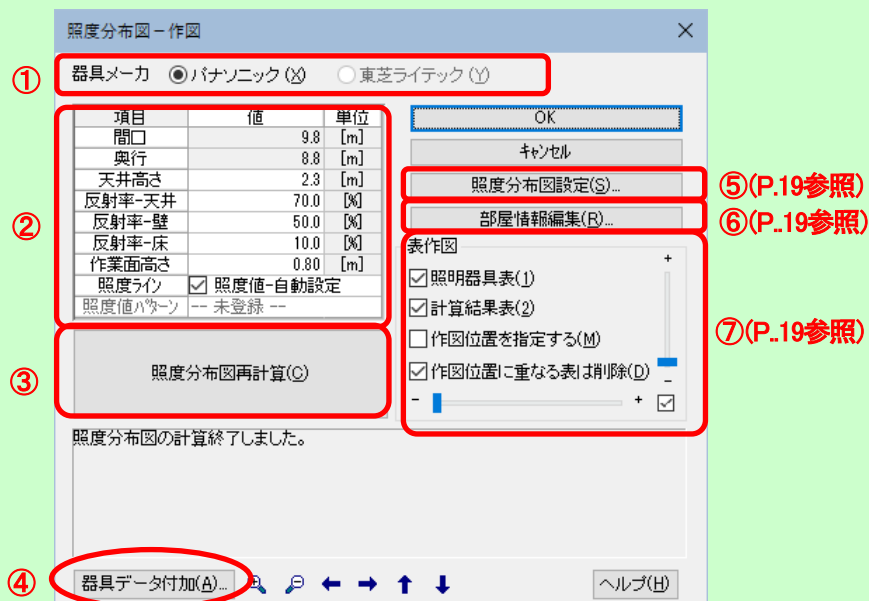 照度分布図－作図
① 器具メーカ パナソニック(X) 東芝ライテック(Y)
②
項目 値 単位
間口 9.8 [m]
奥行 8.8 [m]
天井高さ 2.3 [m]
反射率-天井 70.0 [%]
反射率-壁 50.0 [%]
反射率-床 10.0 [%]
作業面高さ 0.80 [m]
照度ライン 照度値-自動設定
照度値パターン -- 未登録 --
③ 照度分布図再計算(C)
OK
キャンセル
照度分布図設定(S)... ⑤(P.19参照)
部屋情報編集(R)... ⑥(P..19参照)
表作図
+
照明器具表(1)
計算結果表(2)
作図位置を指定する(M) ⑦(P..19参照)
作図位置に重なる表は削除(D) -
- +
照度分布図の計算終了しました。
④ 器具データ付加(A)... ヘルプ(H)